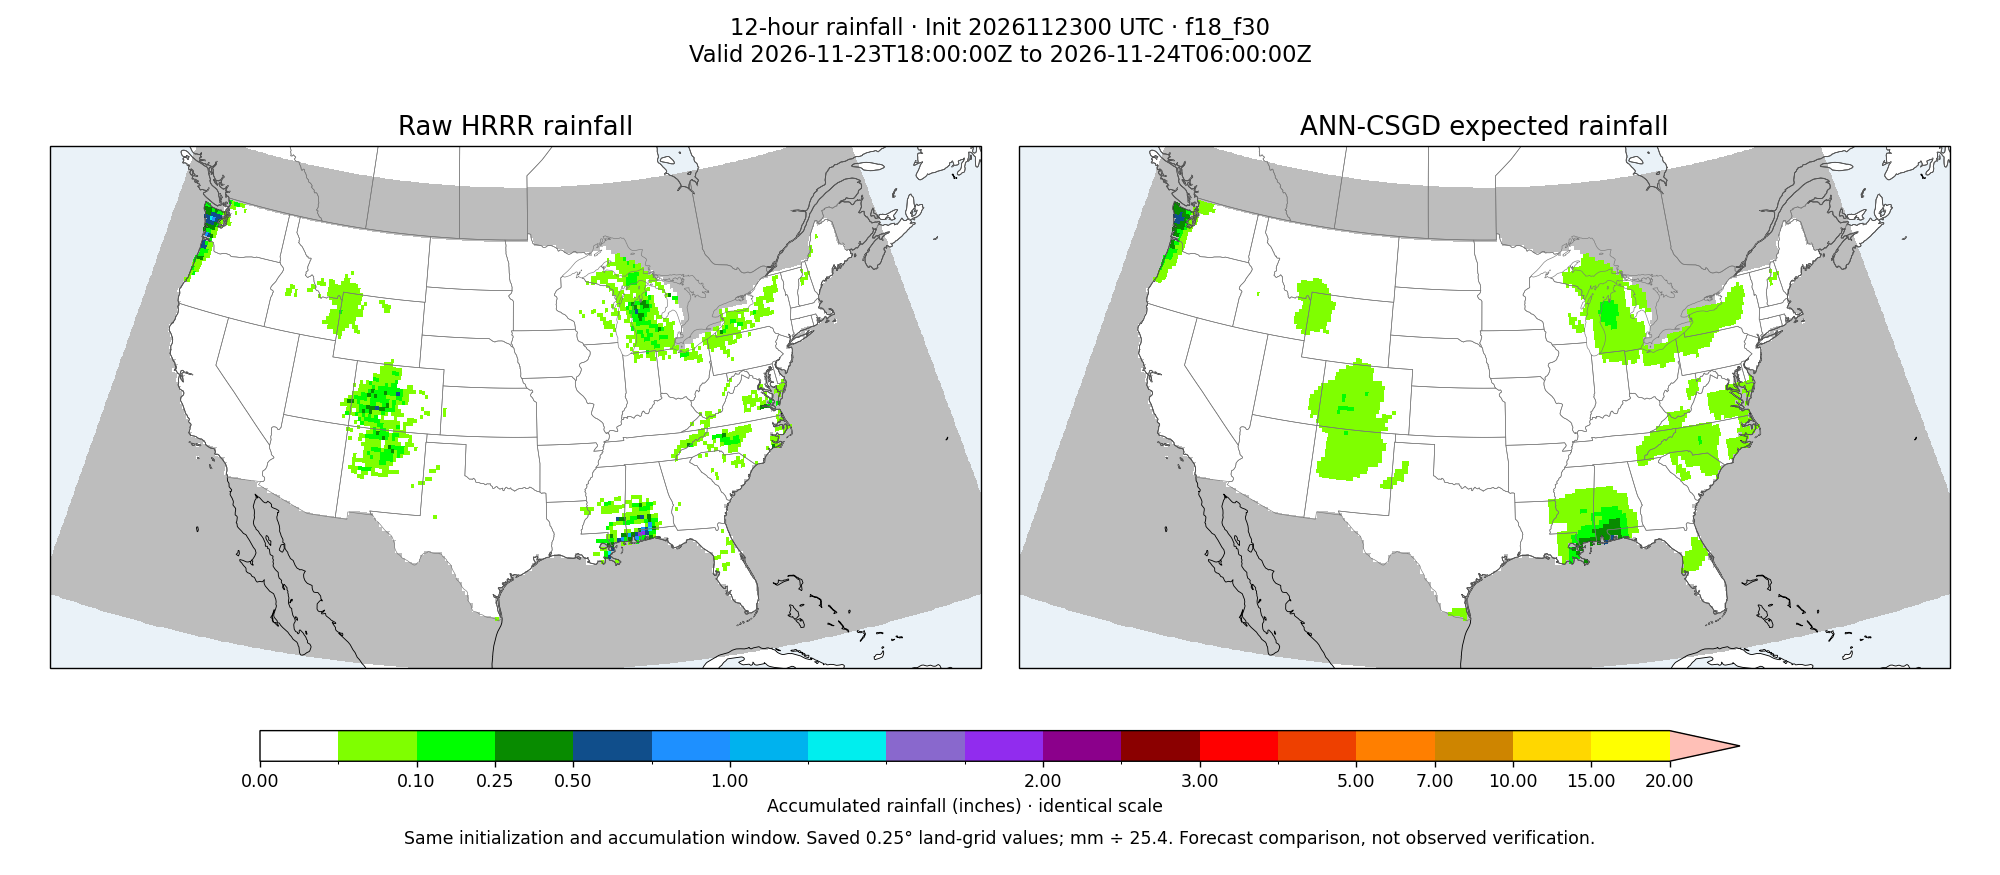 12-hour rainfall · Init 2026112300 UTC · f18_f30
Valid 2026-11-23T18:00:00Z to 2026-11-24T06:00:00Z
Raw HRRR rainfall
ANN-CSGD expected rainfall
0.00 0.10 0.25 0.50 1.00 2.00 3.00 5.00 7.00 10.00 15.00 20.00
Accumulated rainfall (inches) · identical scale
Same initialization and accumulation window. Saved 0.25° land-grid values; mm ÷ 25.4. Forecast comparison, not observed verification.